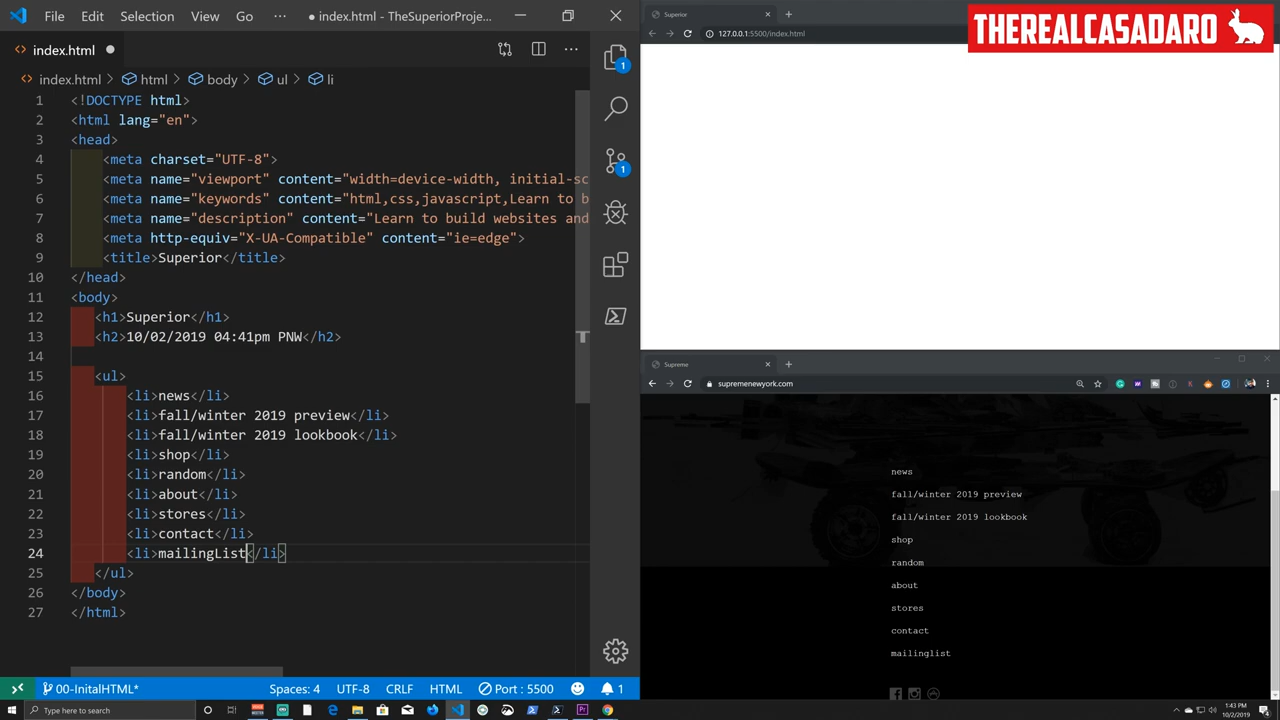 File Edit Selection View Go ··· ● index.html - TheSuperiorProje...
index.html ●
index.html > html > body > ul > li
1 <!DOCTYPE html>
2 <html lang="en">
3 <head>
4 <meta charset="UTF-8">
5 <meta name="viewport" content="width=device-width, initial-sc
6 <meta name="keywords" content="html,css,javascript,Learn to b
7 <meta name="description" content="Learn to build websites and
8 <meta http-equiv="X-UA-Compatible" content="ie=edge">
9 <title>Superior</title>
10 </head>
11 <body>
12 <h1>Superior</h1>
13 <h2>10/02/2019 04:41pm PNW</h2>
14
15 <ul>
16 <li>news</li>
17 <li>fall/winter 2019 preview</li>
18 <li>fall/winter 2019 lookbook</li>
19 <li>shop</li>
20 <li>random</li>
21 <li>about</li>
22 <li>stores</li>
23 <li>contact</li>
24 <li>mailingList</li>
25 </ul>
26 </body>
27 </html>
1
1
00-InitalHTML* Spaces: 4 UTF-8 CRLF HTML Port : 5500 1
Superior
127.0.0.1:5500/index.html
THEREALCASADARO
Supreme
supremenewyork.com
news
fall/winter 2019 preview
fall/winter 2019 lookbook
shop
random
about
stores
contact
mailinglist
Type here to search
1:43 PM
10/2/2019